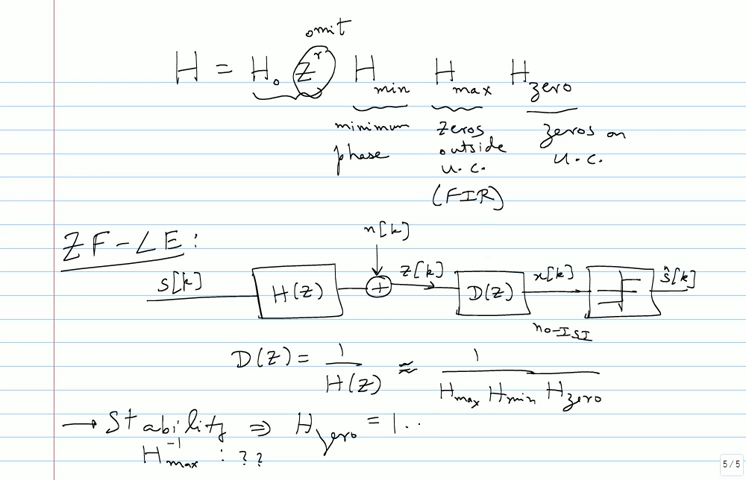 omit
H = H₀ z^r H_min H_max H_zero
minimum phase
zeros outside u.c. (FIR)
zeros on u.c.
ZF-LE:
n[k]
s[k] H(z) + z[k] D(z) x[k] ŝ[k]
no-ISI
D(z) = 1/H(z) ≈ 1/(H_max H_min H_zero)
→ Stability ⇒ H_zero = 1..
H_max^-1 : ??
5/5